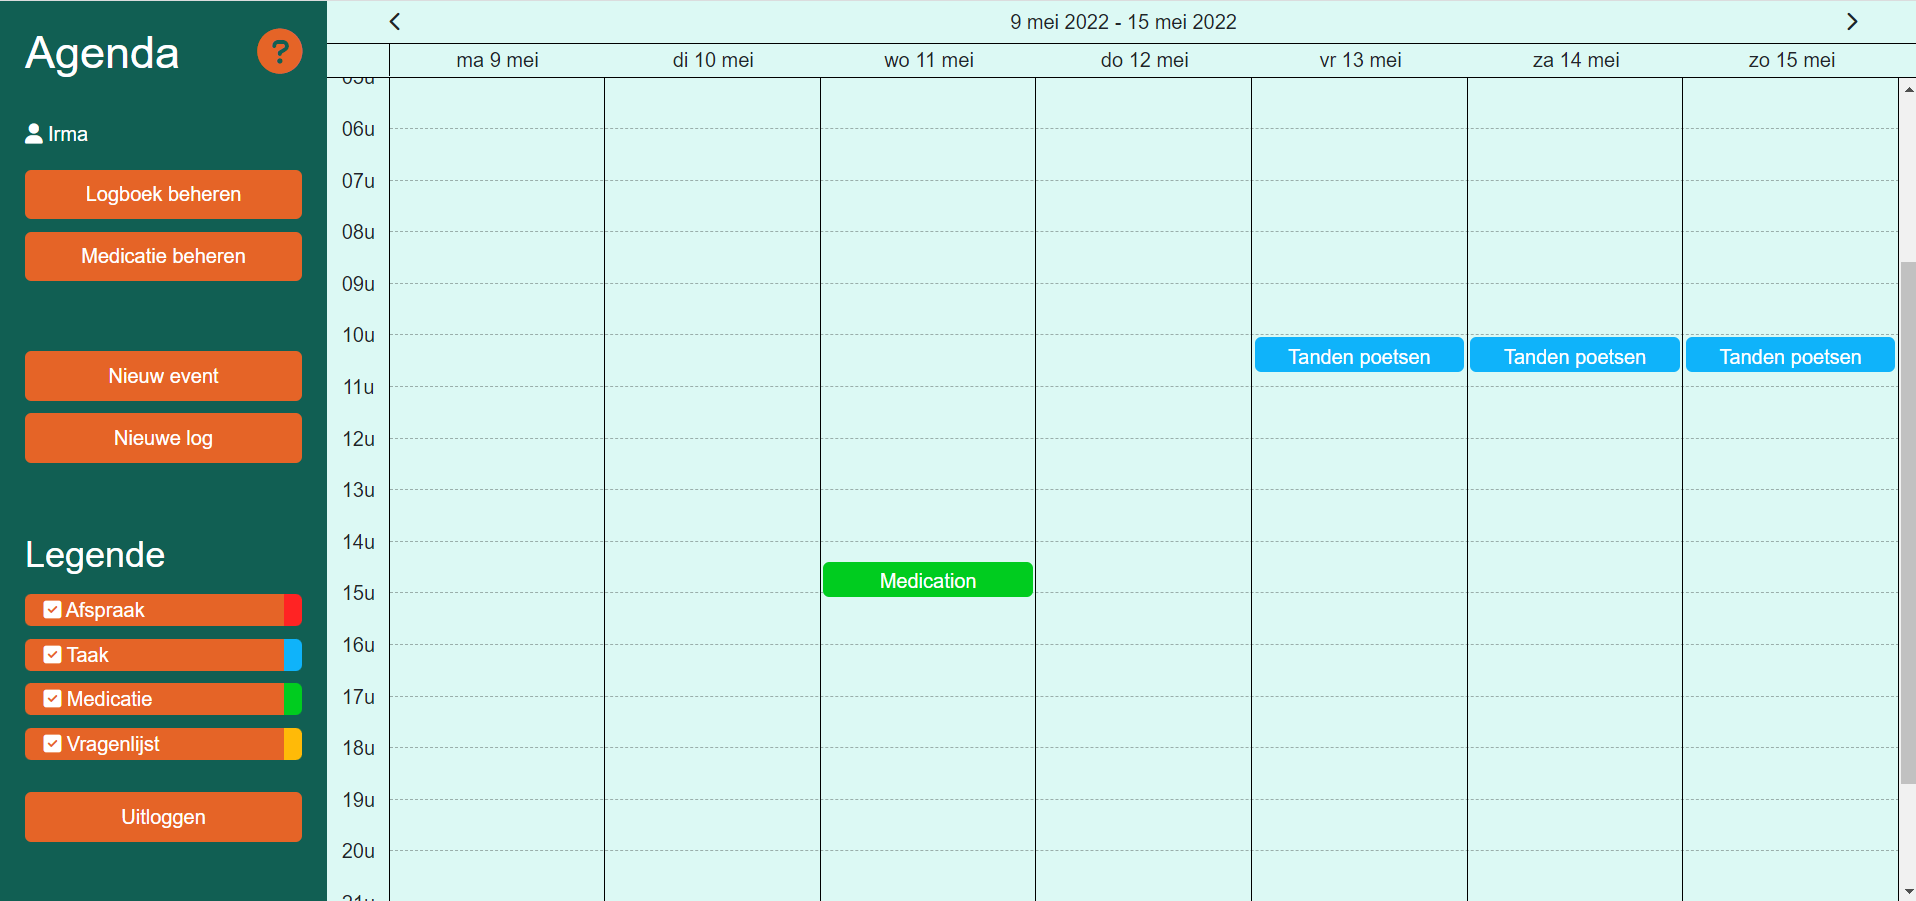 Agenda
?
Irma
Logboek beheren
Medicatie beheren
Nieuw event
Nieuwe log
Legende
Afspraak
Taak
Medicatie
Vragenlijst
Uitloggen
9 mei 2022 - 15 mei 2022
ma 9 mei di 10 mei wo 11 mei do 12 mei vr 13 mei za 14 mei zo 15 mei
06u
07u
08u
09u
10u
Tanden poetsen Tanden poetsen Tanden poetsen
11u
12u
13u
14u
Medication
15u
16u
17u
18u
19u
20u